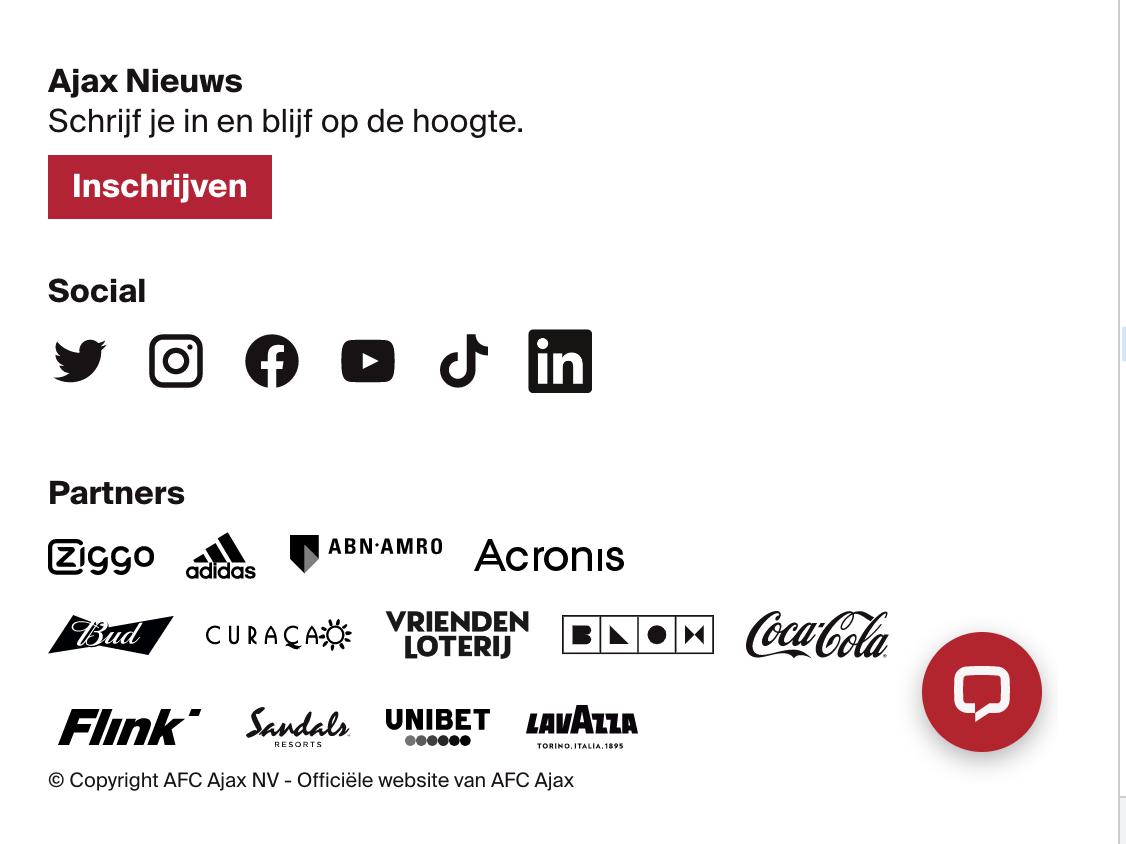 Ajax Nieuws
Schrijf je in en blijf op de hoogte.
Inschrijven
Social
in
Partners
Ziggo adidas ABN·AMRO Acronis
Bud CURAÇAO VRIENDEN LOTERIJ BLOM Coca-Cola
Flink Sandals RESORTS UNIBET LAVAZZA TORINO, ITALIA, 1895
© Copyright AFC Ajax NV - Officiële website van AFC Ajax